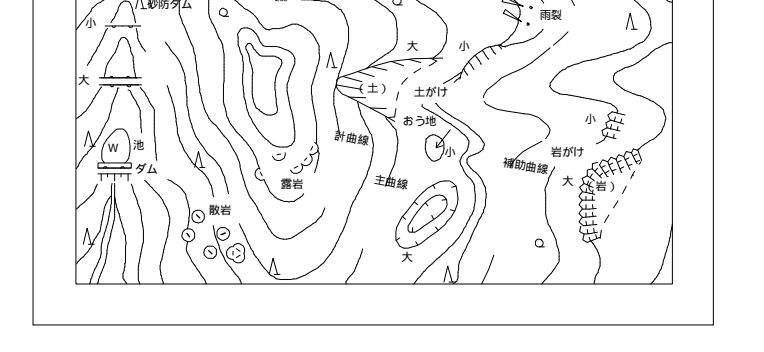 砂防ダム
雨裂
小
大
小
大
（土）
土がけ
小
おう地
池
W
計曲線
小
岩がけ
補助曲線
ダム
露岩
主曲線
大
（岩）
散岩
大